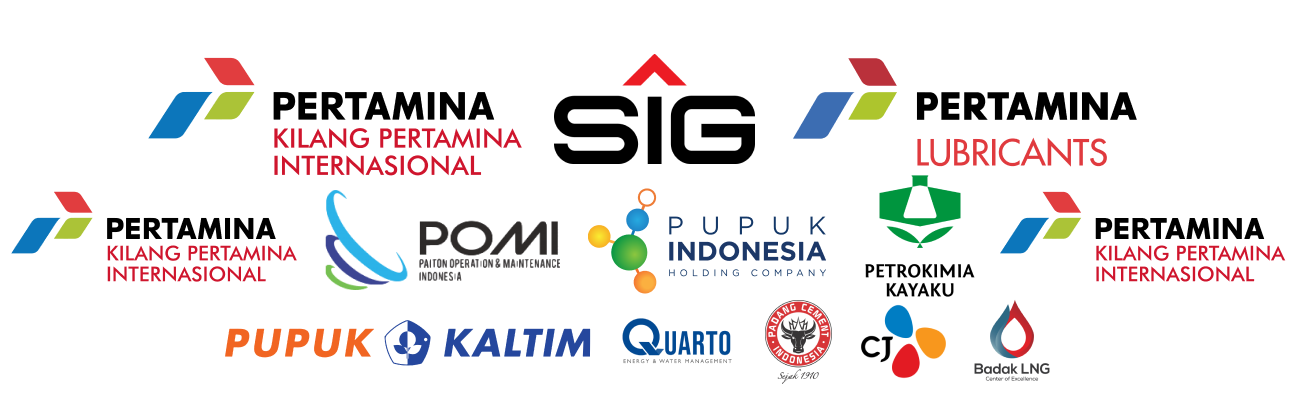 PERTAMINA
KILANG PERTAMINA
INTERNASIONAL
SIG
PERTAMINA
LUBRICANTS
PERTAMINA
KILANG PERTAMINA
INTERNASIONAL
POMI
PAITON OPERATION & MAINTENANCE
INDONESIA
PUPUK
INDONESIA
HOLDING COMPANY
PETROKIMIA
KAYAKU
PERTAMINA
KILANG PERTAMINA
INTERNASIONAL
PUPUK KALTIM
QUARTO
ENERGY & WATER MANAGEMENT
PADANG CEMENT
INDONESIA
Sejak 1910
CJ
Badak LNG
Center of Excellence